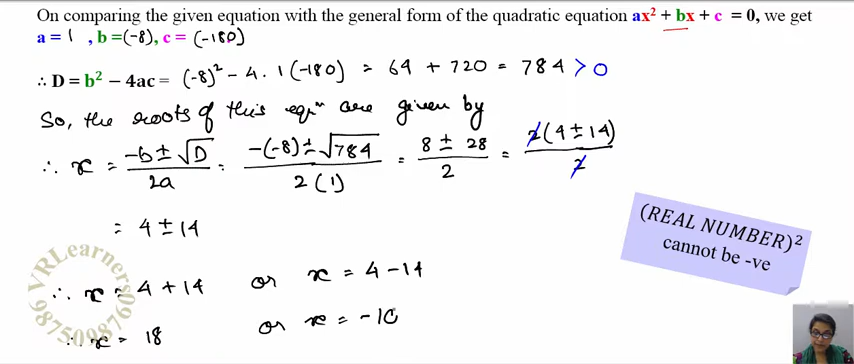 On comparing the given equation with the general form of the quadratic equation ax² + bx + c = 0, we get
a = 1 , b =(-8), c = (-180)
∴ D = b² – 4ac = (-8)² - 4 . 1 (-180) = 64 + 720 = 784 > 0
So, the roots of this eqⁿ are given by
∴ x = (-b ± √D)/(2a) = (-(-8) ± √784)/(2(1)) = (8 ± 28)/2 = 2(4 ± 14)/2
= 4 ± 14
(REAL NUMBER)²
cannot be -ve
∴ x = 4 + 14 or x = 4 - 14
∴ x = 18 or x = -10
VRLearners
9875009876